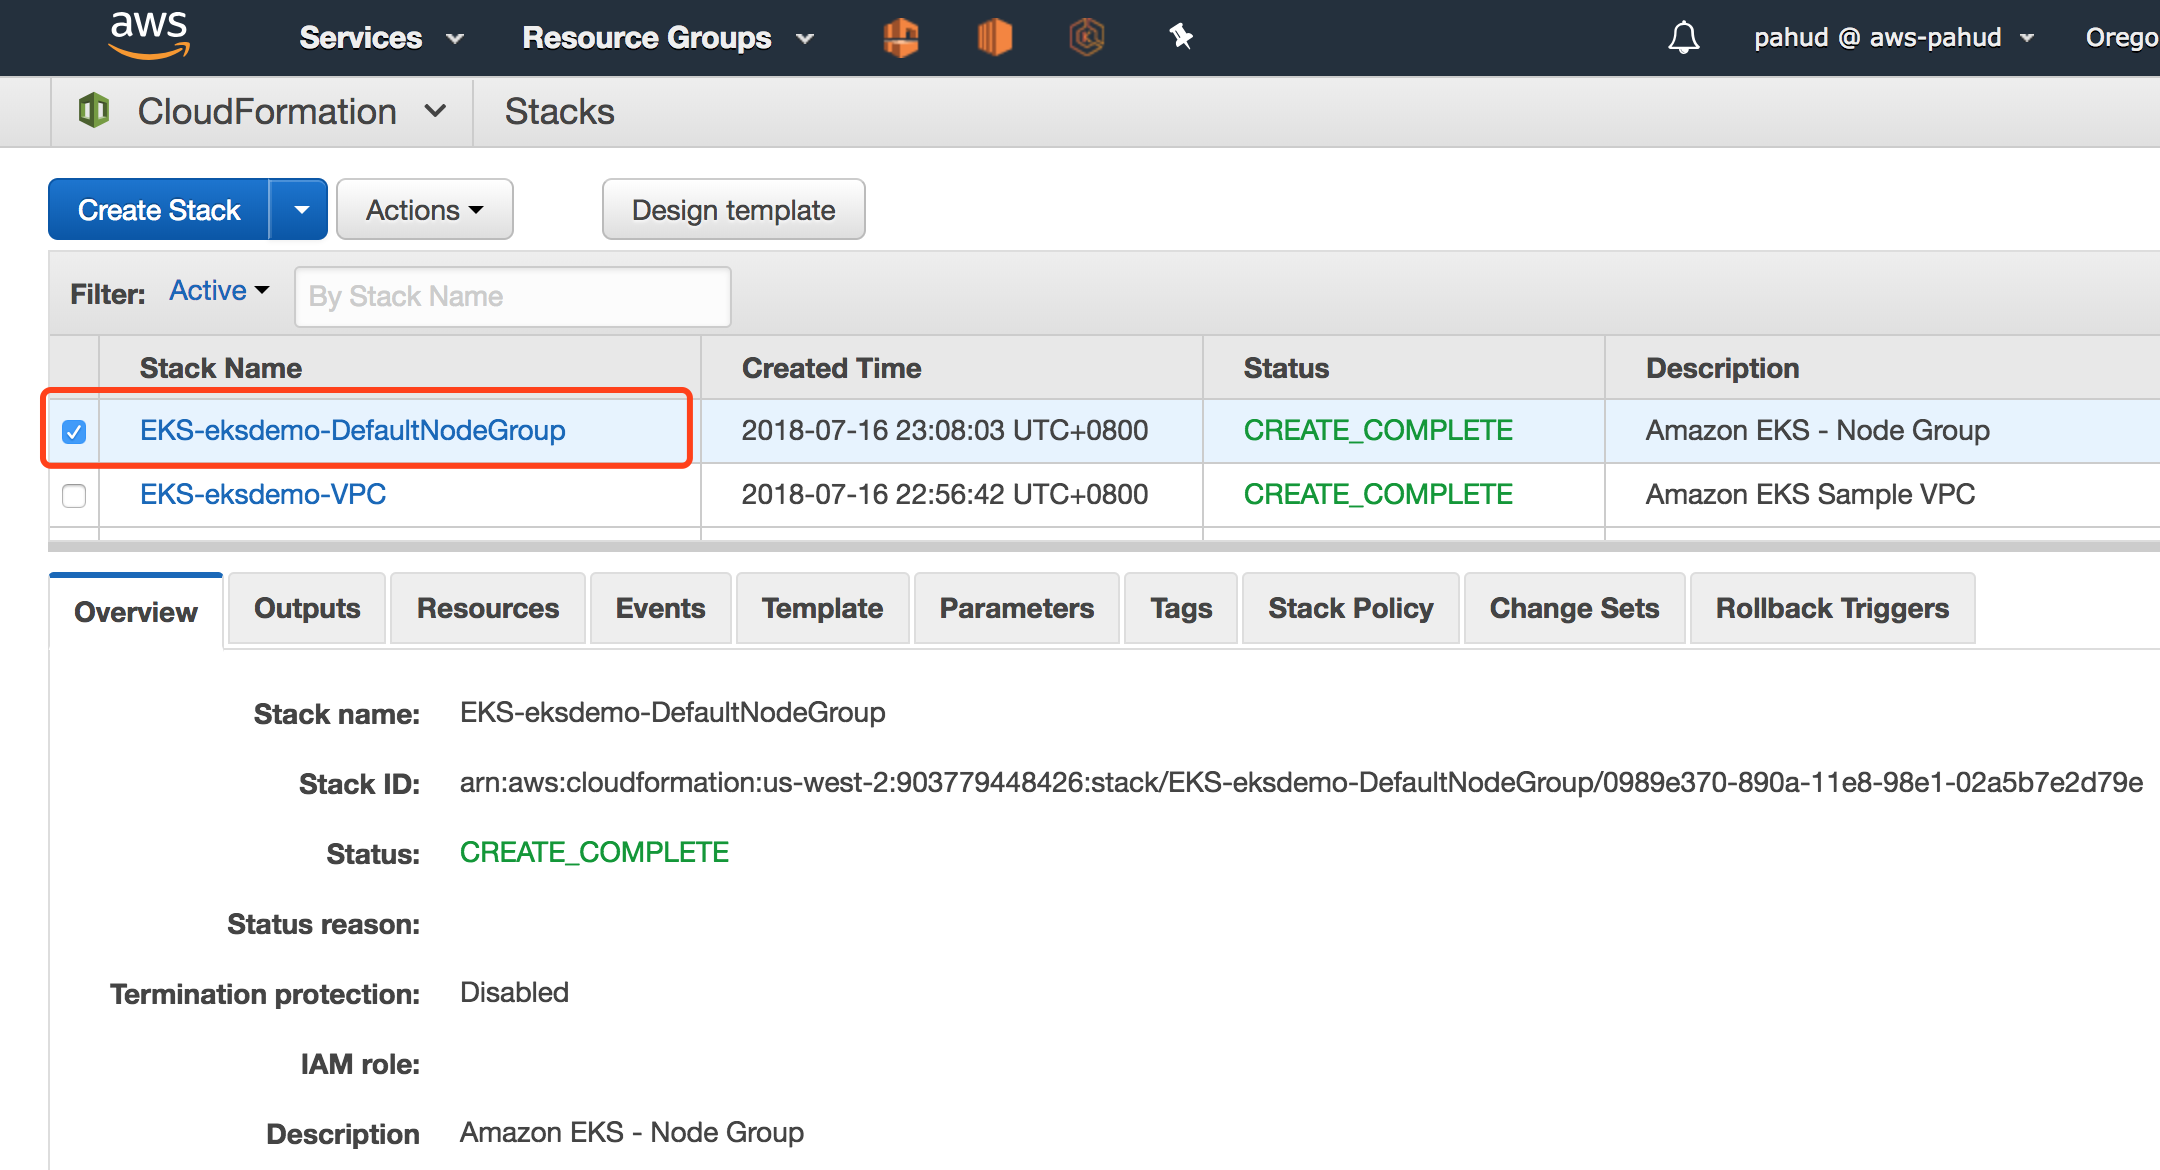 aws Services Resource Groups pahud @ aws-pahud Orego
CloudFormation Stacks
Create Stack Actions Design template
Filter: Active By Stack Name
Stack Name Created Time Status Description
EKS-eksdemo-DefaultNodeGroup 2018-07-16 23:08:03 UTC+0800 CREATE_COMPLETE Amazon EKS - Node Group
EKS-eksdemo-VPC 2018-07-16 22:56:42 UTC+0800 CREATE_COMPLETE Amazon EKS Sample VPC
Overview Outputs Resources Events Template Parameters Tags Stack Policy Change Sets Rollback Triggers
Stack name: EKS-eksdemo-DefaultNodeGroup
Stack ID: arn:aws:cloudformation:us-west-2:903779448426:stack/EKS-eksdemo-DefaultNodeGroup/0989e370-890a-11e8-98e1-02a5b7e2d79e
Status: CREATE_COMPLETE
Status reason:
Termination protection: Disabled
IAM role:
Description Amazon EKS - Node Group